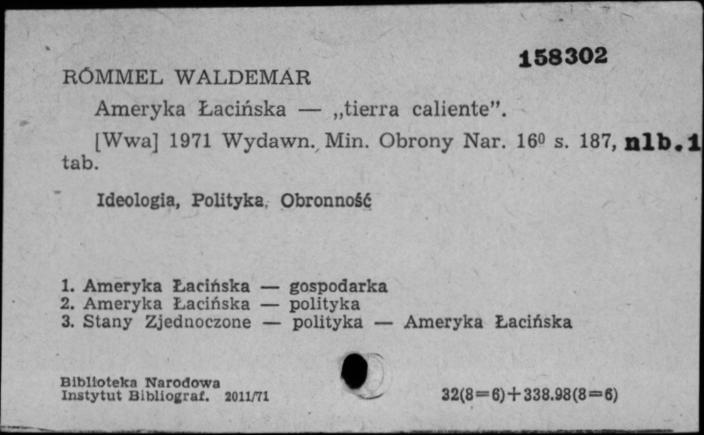 158302
RÓMMEL WALDEMAR
Ameryka Łacińska — „tierra caliente”.
[Wwa] 1971 Wydawn. Min. Obrony Nar. 16⁰ s. 187, nlb.1
tab.
Ideologia, Polityka, Obronność
1. Ameryka Łacińska — gospodarka
2. Ameryka Łacińska — polityka
3. Stany Zjednoczone — polityka — Ameryka Łacińska
Biblioteka Narodowa
Instytut Bibliograf. 2011/71
32(8=6)+338.98(8=6)